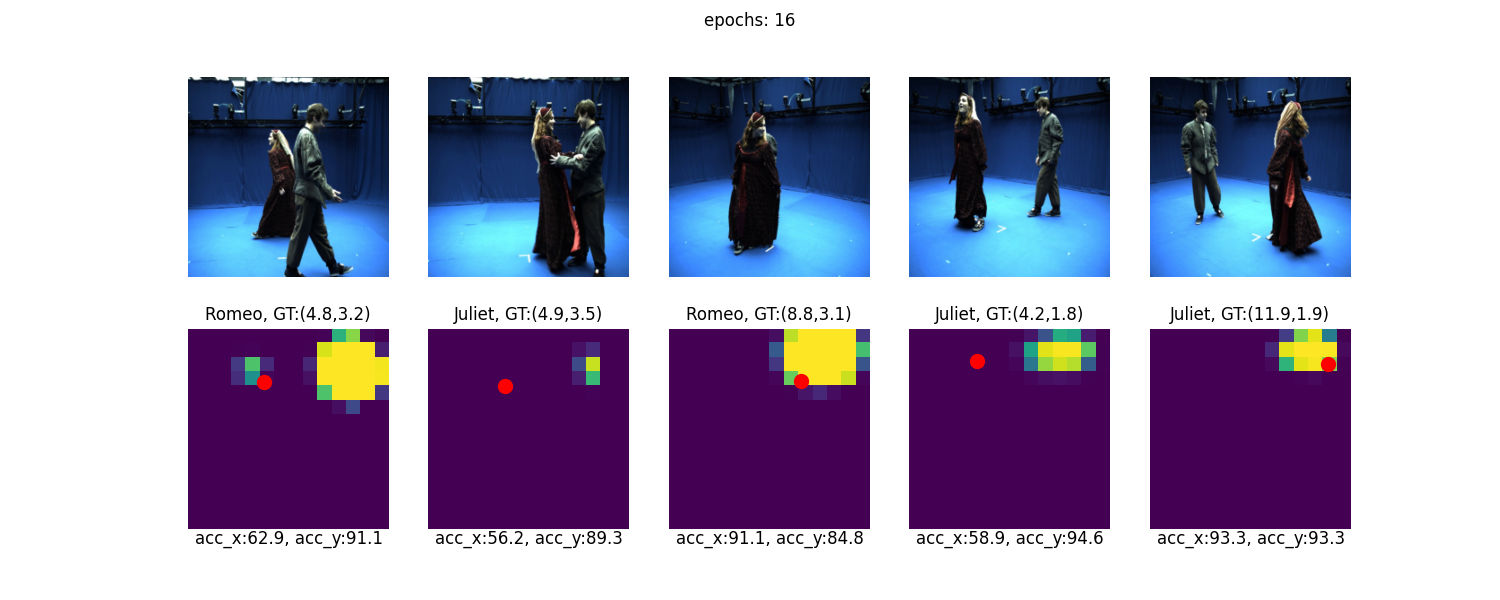 epochs: 16
Romeo, GT:(4.8,3.2)
Juliet, GT:(4.9,3.5)
Romeo, GT:(8.8,3.1)
Juliet, GT:(4.2,1.8)
Juliet, GT:(11.9,1.9)
acc_x:62.9, acc_y:91.1
acc_x:56.2, acc_y:89.3
acc_x:91.1, acc_y:84.8
acc_x:58.9, acc_y:94.6
acc_x:93.3, acc_y:93.3